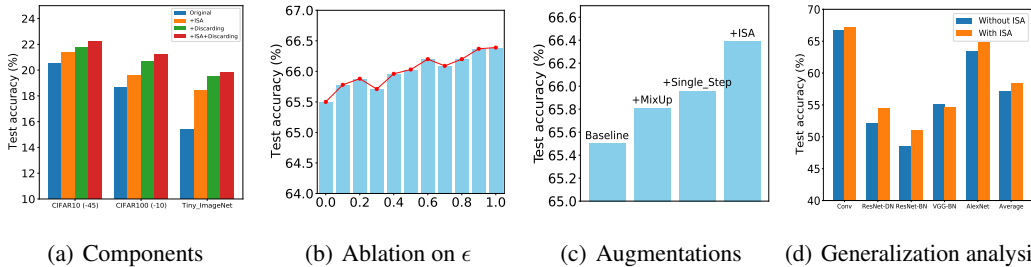 Test accuracy (%)
24
22
20
18
16
14
12
10
Original
+ISA
+Discarding
+ISA+Discarding
CIFAR10 (-45)
CIFAR100 (-10)
Tiny_ImageNet
(a) Components
Test accuracy (%)
66.5
66.0
65.5
65.0
64.5
64.0
0.0 0.2 0.4 0.6 0.8 1.0
(b) Ablation on ϵ
Test accuracy (%)
66.6
66.4
66.2
66.0
65.8
65.6
65.4
65.2
65.0
Baseline
+MixUp
+Single_Step
+ISA
(c) Augmentations
Test accuracy (%)
70
65
60
55
50
45
40
Without ISA
With ISA
Conv
ResNet-DN
ResNet-BN
VGG-BN
AlexNet
Average
(d) Generalization analysi